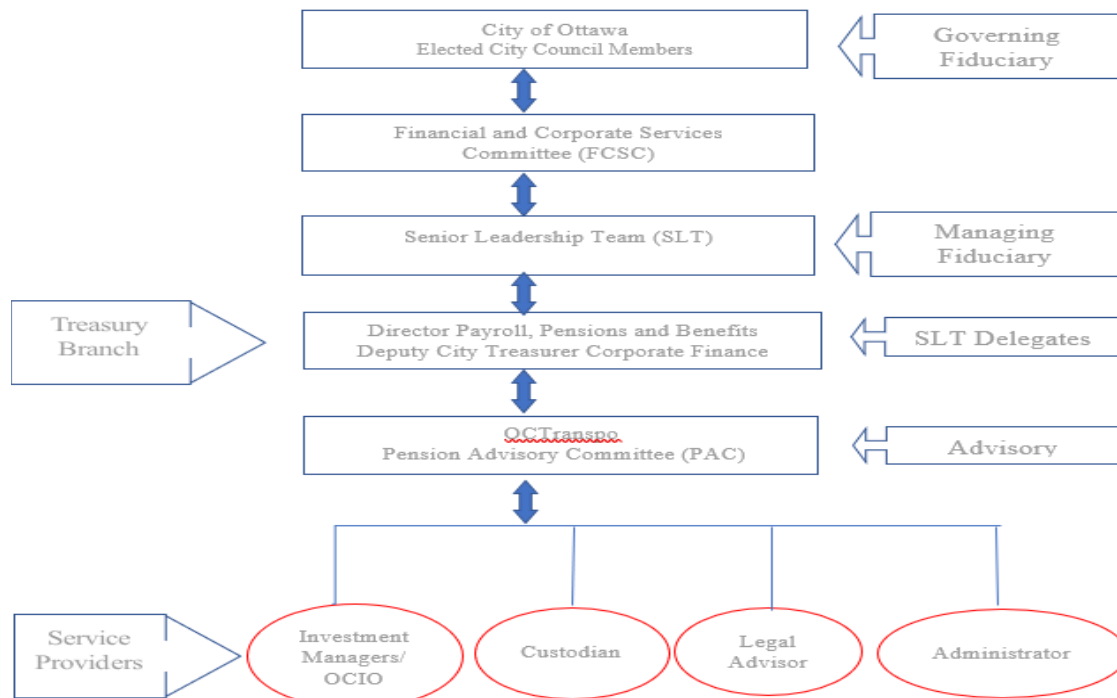 City of Ottawa
Elected City Council Members
Governing
Fiduciary
Financial and Corporate Services
Committee (FCSC)
Senior Leadership Team (SLT)
Managing
Fiduciary
Treasury
Branch
Director Payroll, Pensions and Benefits
Deputy City Treasurer Corporate Finance
SLT Delegates
OCTranspo
Pension Advisory Committee (PAC)
Advisory
Service
Providers
Investment
Managers/
OCIO
Custodian
Legal
Advisor
Administrator